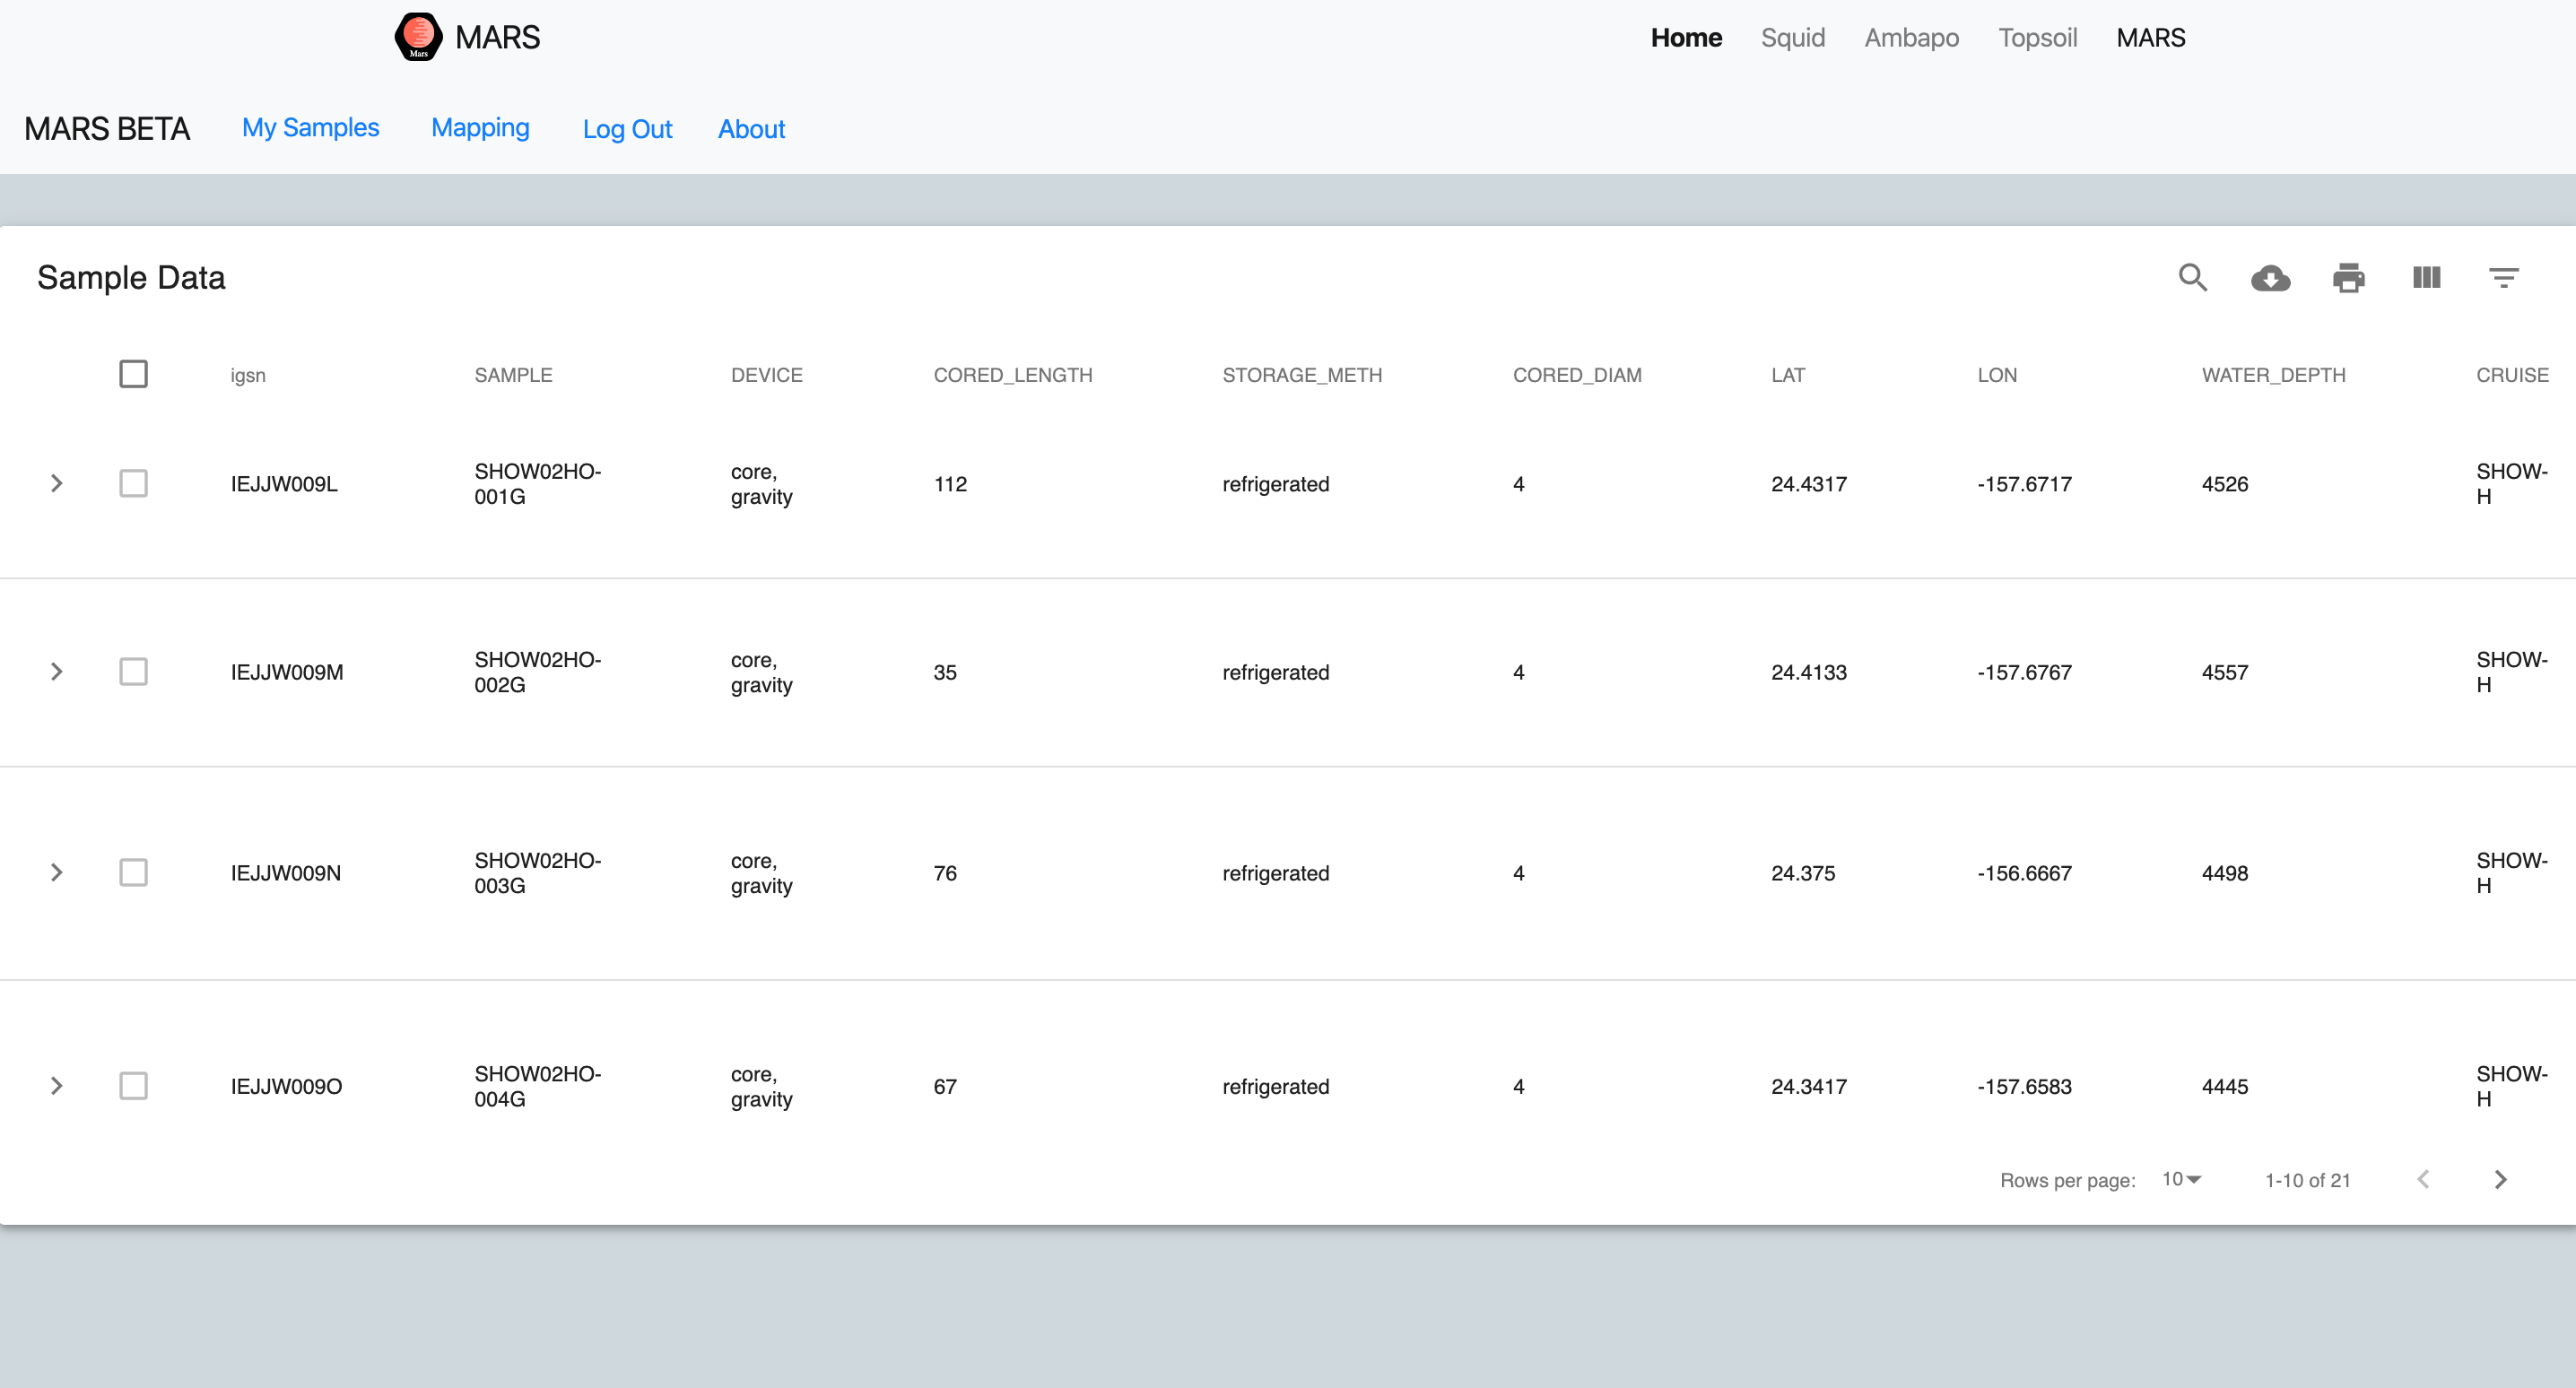 Mars
MARS
Home Squid Ambapo Topsoil MARS
MARS BETA My Samples Mapping Log Out About
Sample Data
igsn SAMPLE DEVICE CORED_LENGTH STORAGE_METH CORED_DIAM LAT LON WATER_DEPTH CRUISE
IEJJW009L SHOW02HO-001G core, gravity 112 refrigerated 4 24.4317 -157.6717 4526 SHOW-H
IEJJW009M SHOW02HO-002G core, gravity 35 refrigerated 4 24.4133 -157.6767 4557 SHOW-H
IEJJW009N SHOW02HO-003G core, gravity 76 refrigerated 4 24.375 -156.6667 4498 SHOW-H
IEJJW009O SHOW02HO-004G core, gravity 67 refrigerated 4 24.3417 -157.6583 4445 SHOW-H
Rows per page: 10 1-10 of 21